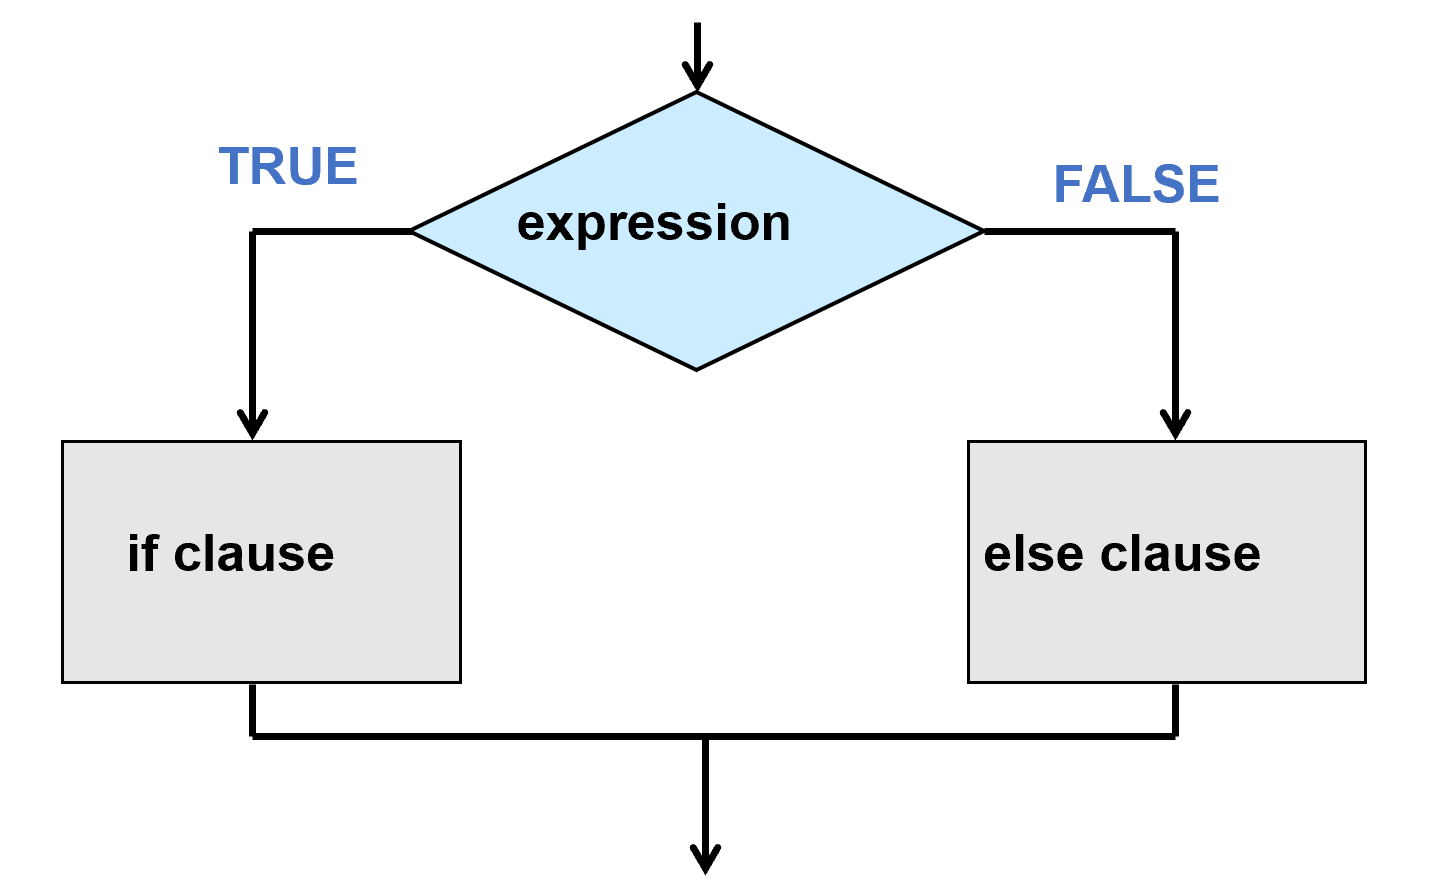 TRUE
FALSE
expression
if clause
else clause